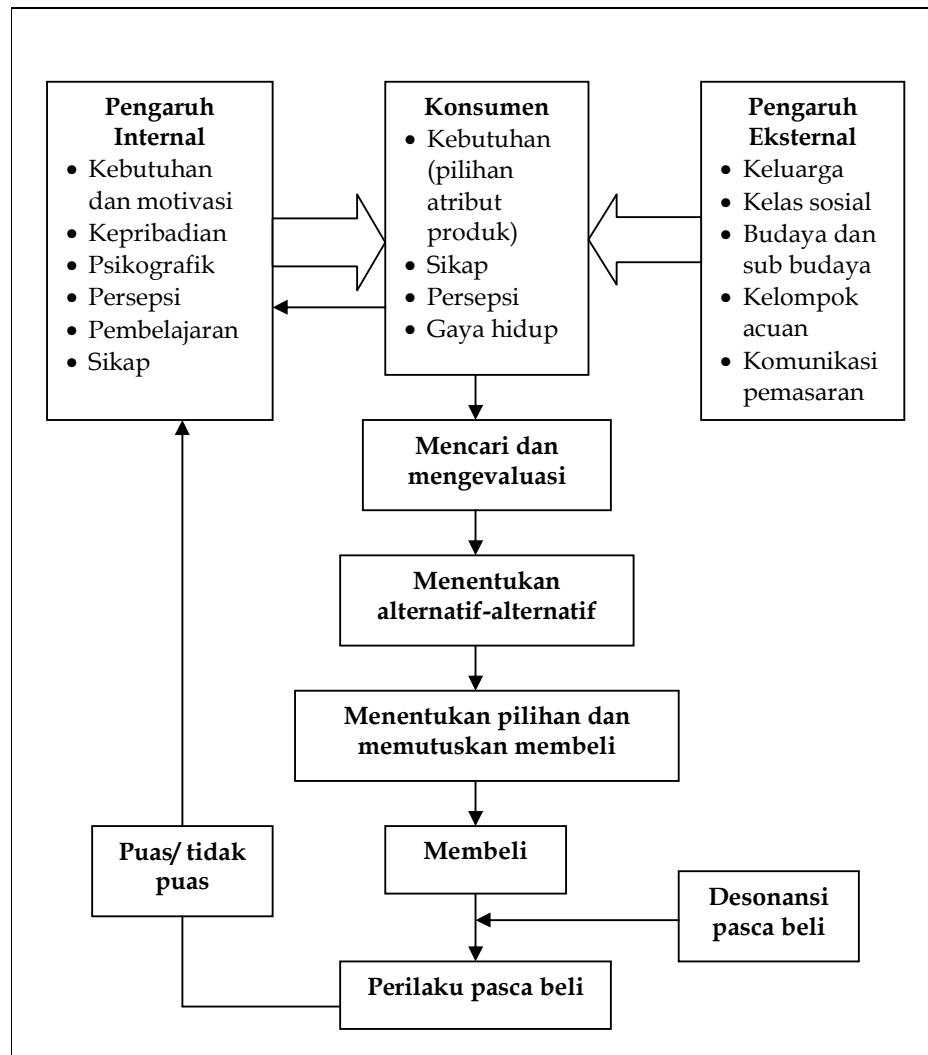 Pengaruh
Internal
• Kebutuhan
dan motivasi
• Kepribadian
• Psikografik
• Persepsi
• Pembelajaran
• Sikap
Konsumen
• Kebutuhan
(pilihan
atribut
produk)
• Sikap
• Persepsi
• Gaya hidup
Pengaruh
Eksternal
• Keluarga
• Kelas sosial
• Budaya dan
sub budaya
• Kelompok
acuan
• Komunikasi
pemasaran
Mencari dan
mengevaluasi
Menentukan
alternatif-alternatif
Menentukan pilihan dan
memutuskan membeli
Membeli
Puas/ tidak
puas
Desonansi
pasca beli
Perilaku pasca beli